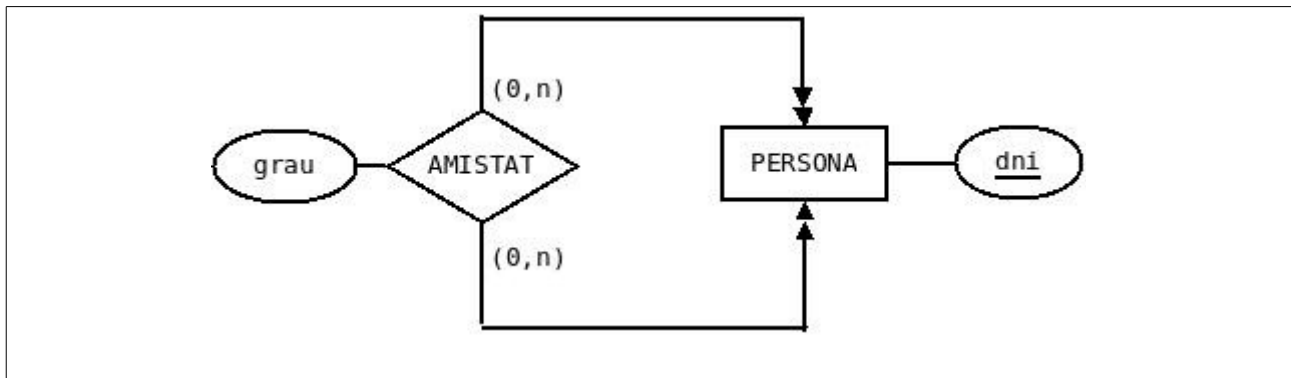 (0,n)
grau
AMISTAT
PERSONA
dni
(0,n)